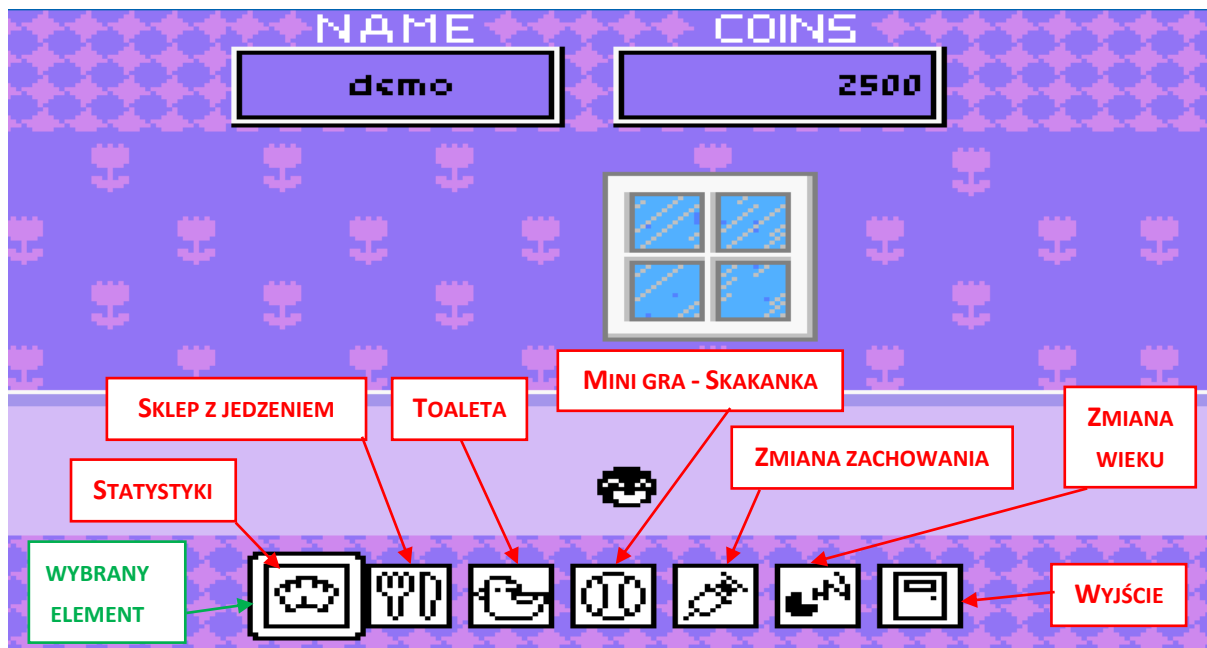 NAME
COINS
demo
2500
MINI GRA - SKAKANKA
SKLEP Z JEDZENIEM
TOALETA
ZMIANA
WIEKU
ZMIANA ZACHOWANIA
STATYSTYKI
WYBRANY
ELEMENT
WYJŚCIE